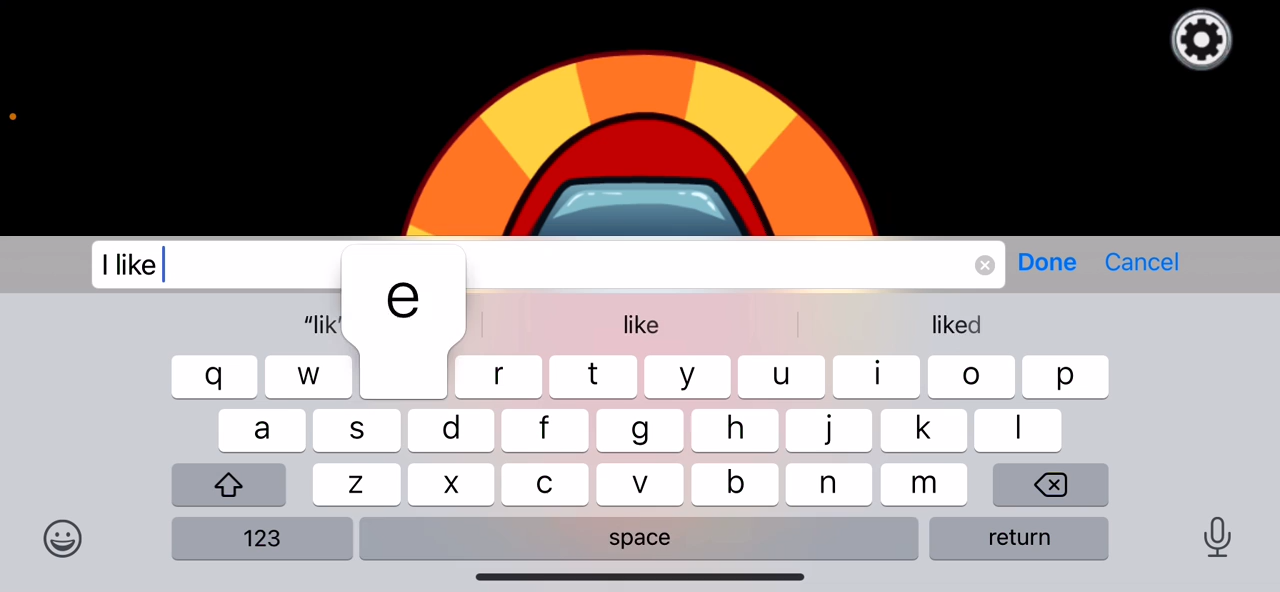 I like
Done
Cancel
e
“lik
like
liked
q w r t y u i o p
a s d f g h j k l
z x c v b n m
123 space return